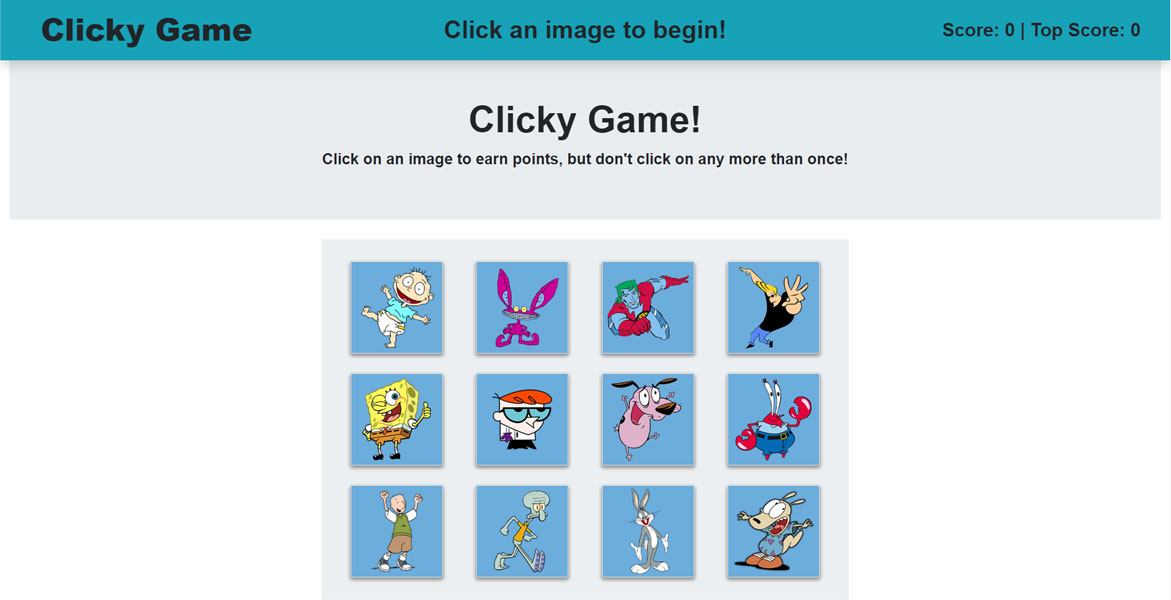 Clicky Game
Click an image to begin!
Score: 0 | Top Score: 0
Clicky Game!
Click on an image to earn points, but don't click on any more than once!